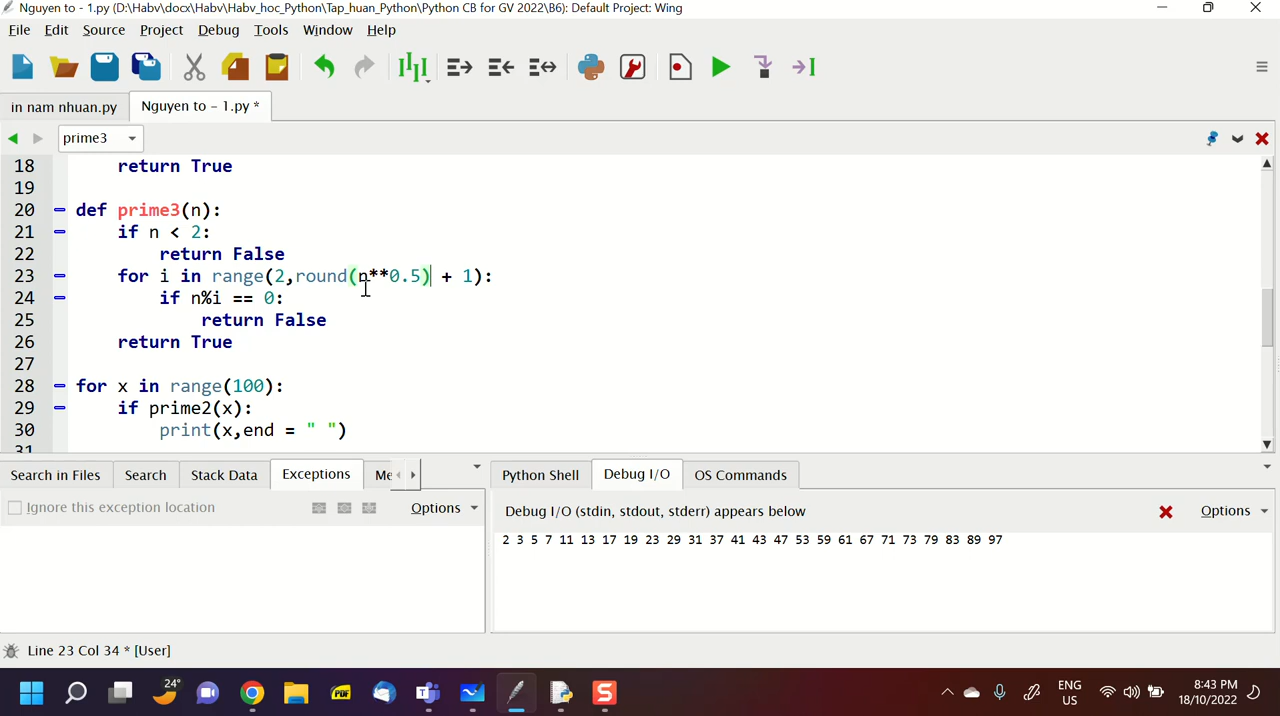 Nguyen to - 1.py (D:\Habv\docx\Habv\Habv_hoc_Python\Tap_huan_Python\Python CB for GV 2022\B6): Default Project: Wing
File Edit Source Project Debug Tools Window Help
in nam nhuan.py Nguyen to - 1.py *
prime3
18 return True
19
20 def prime3(n):
21 if n < 2:
22 return False
23 for i in range(2,round(n**0.5) + 1):
24 if n%i == 0:
25 return False
26 return True
27
28 for x in range(100):
29 if prime2(x):
30 print(x,end = " ")
31
Search in Files Search Stack Data Exceptions Me Python Shell Debug I/O OS Commands
Ignore this exception location Options Debug I/O (stdin, stdout, stderr) appears below Options
2 3 5 7 11 13 17 19 23 29 31 37 41 43 47 53 59 61 67 71 73 79 83 89 97
Line 23 Col 34 * [User]
24° PDF S ENG US 8:43 PM 18/10/2022